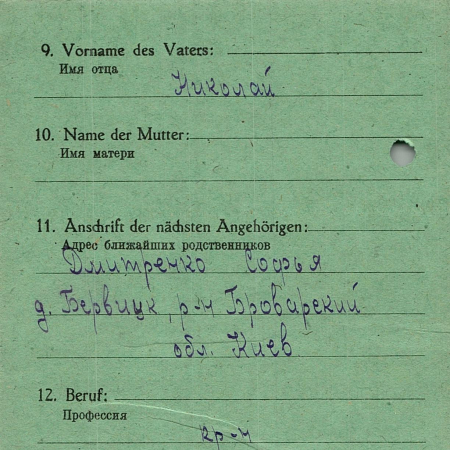 9. Vorname des Vaters:
Имя отца
Николай
10. Name der Mutter:
Имя матери
11. Anschrift der nächsten Angehörigen:
Адрес ближайших родственников
Дмитренко Софья
д. Бервицк, р-н Броварский
обл. Киев
12. Beruf:
Профессия
кр-н